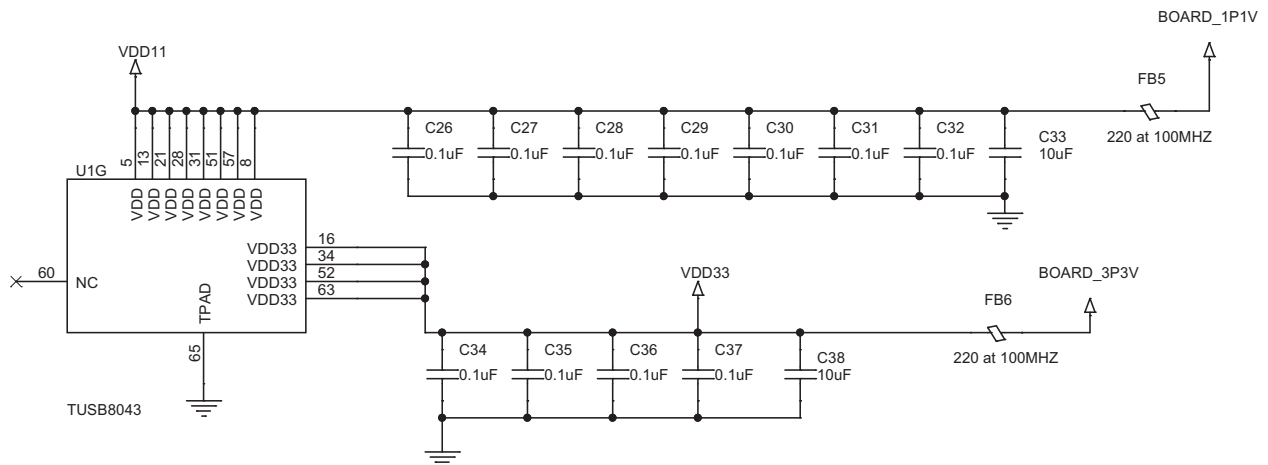 BOARD_1P1V
VDD11
FB5
220 at 100MHZ
C26
0.1uF
C27
0.1uF
C28
0.1uF
C29
0.1uF
C30
0.1uF
C31
0.1uF
C32
0.1uF
C33
10uF
5
13
21
28
31
51
57
8
U1G
VDD
VDD
VDD
VDD
VDD
VDD
VDD
VDD
VDD33 16
VDD33 34
VDD33 52
VDD33 63
60 NC
TPAD
65
TUSB8043
VDD33
BOARD_3P3V
FB6
220 at 100MHZ
C34
0.1uF
C35
0.1uF
C36
0.1uF
C37
0.1uF
C38
10uF